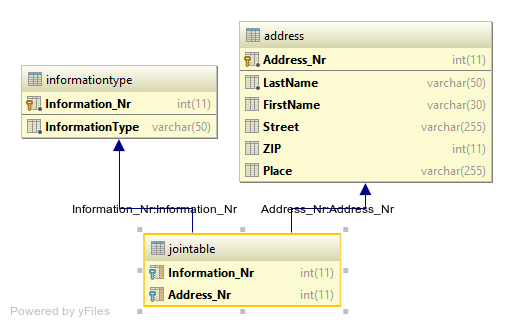 address
Address_Nr int(11)
LastName varchar(50)
FirstName varchar(30)
Street varchar(255)
ZIP int(11)
Place varchar(255)
informationtype
Information_Nr int(11)
InformationType varchar(50)
Information_Nr:Information_Nr
Address_Nr:Address_Nr
jointable
Information_Nr int(11)
Address_Nr int(11)
Powered by yFiles